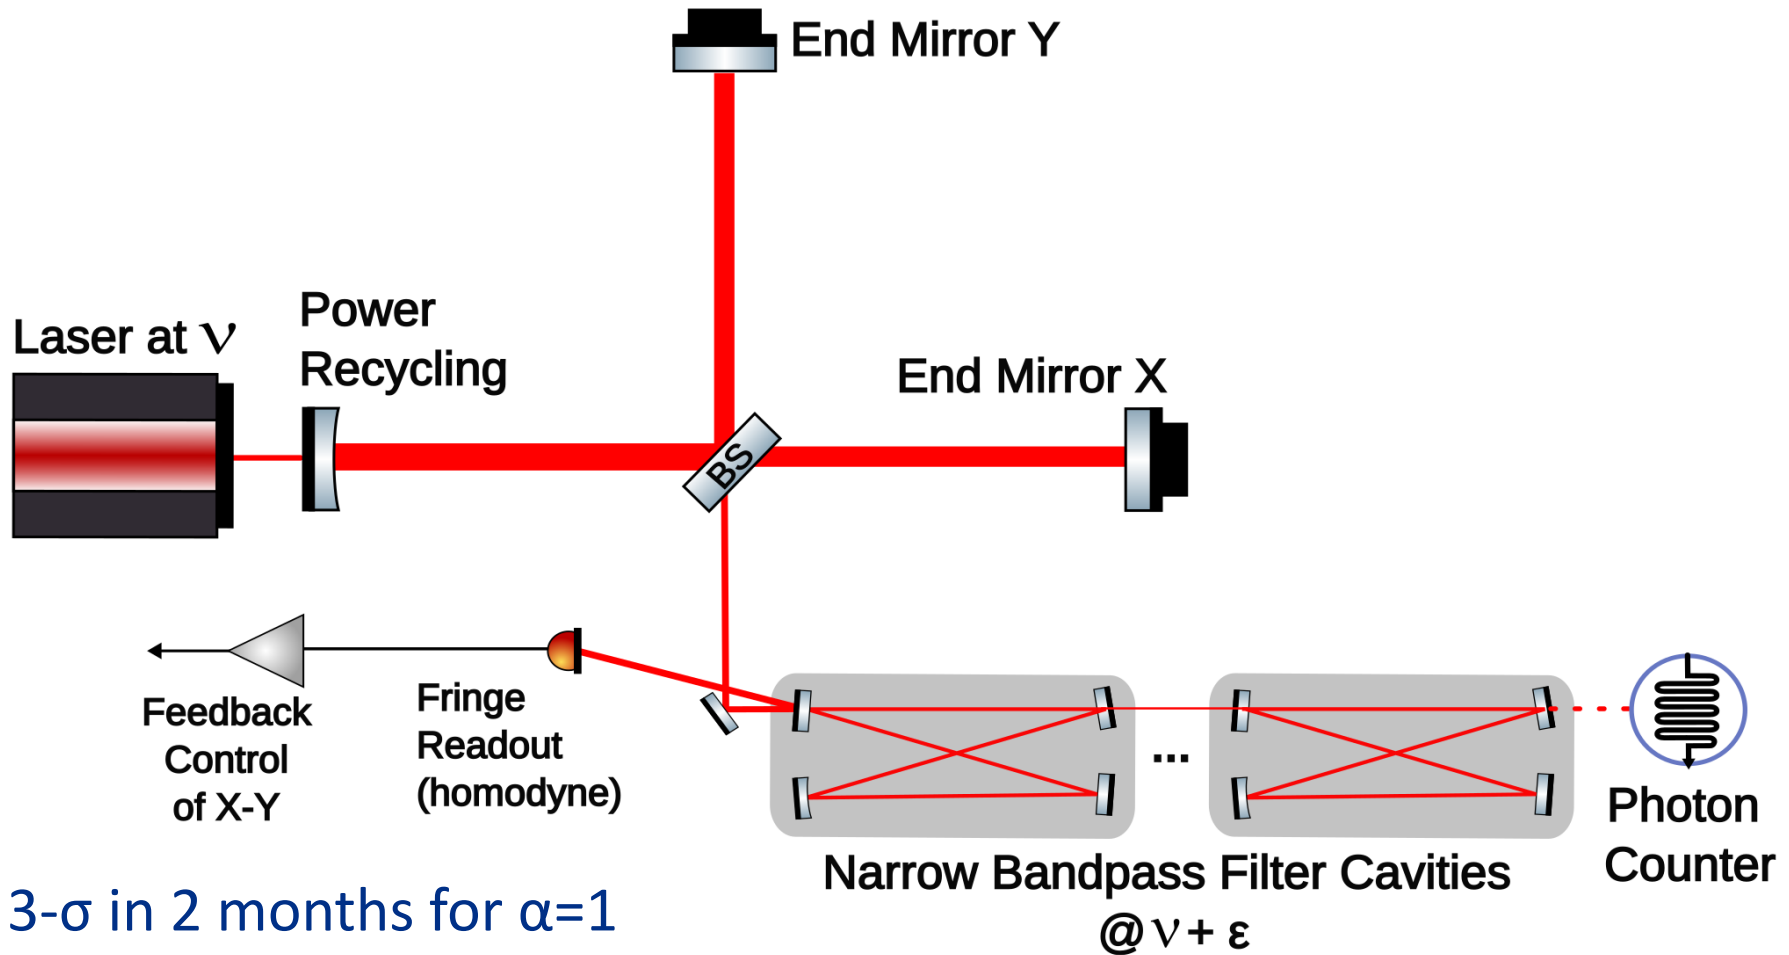 End Mirror Y
Laser at ν
Power
Recycling
End Mirror X
BS
Feedback
Control
of X-Y
Fringe
Readout
(homodyne)
...
Photon
Counter
Narrow Bandpass Filter Cavities
@ ν + ε
3-σ in 2 months for α=1